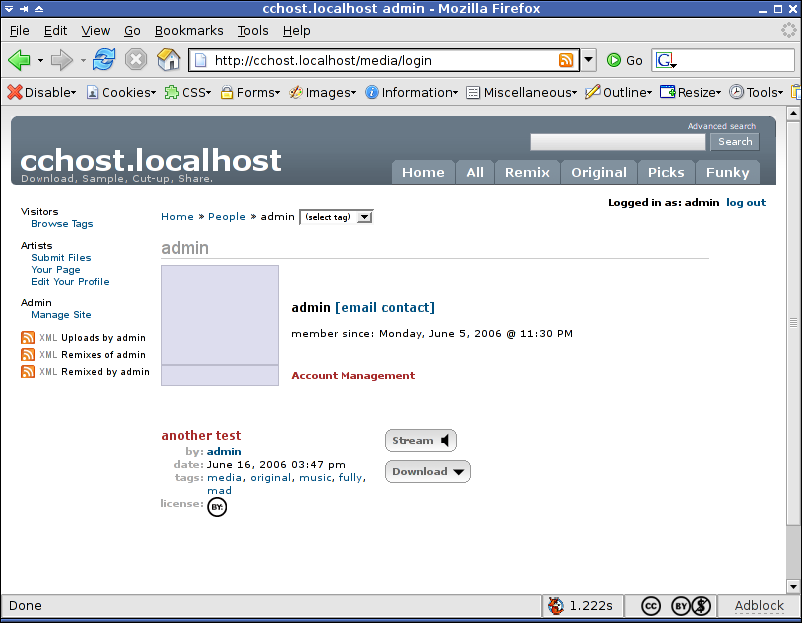 cchost.localhost admin - Mozilla Firefox
File Edit View Go Bookmarks Tools Help
http://cchost.localhost/media/login Go G
Disable Cookies CSS Forms Images Information Miscellaneous Outline Resize Tools
Advanced search
cchost.localhost
Search
Download, Sample, Cut-up, Share.
Home All Remix Original Picks Funky
Logged in as: admin log out
Visitors
Browse Tags
Artists
Submit Files
Your Page
Edit Your Profile
Admin
Manage Site
XML Uploads by admin
XML Remixes of admin
XML Remixed by admin
Home » People » admin (select tag)
admin
admin [email contact]
member since: Monday, June 5, 2006 @ 11:30 PM
Account Management
another test
by: admin
date: June 16, 2006 03:47 pm
tags: media, original, music, fully,
mad
license: BY:
Stream
Download
Done 1.222s cc BY $ Adblock